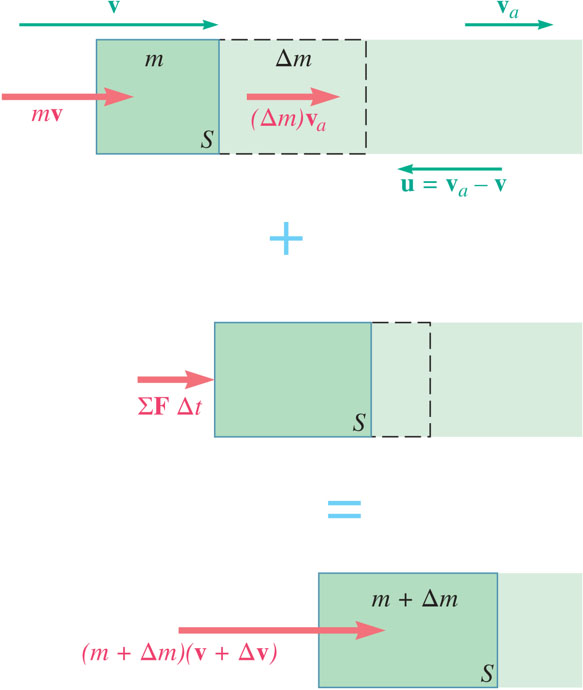 v
v_a
m
Δm
mv
(Δm)v_a
S
u = v_a − v
+
ΣF Δt
S
=
m + Δm
(m + Δm)(v + Δv)
S